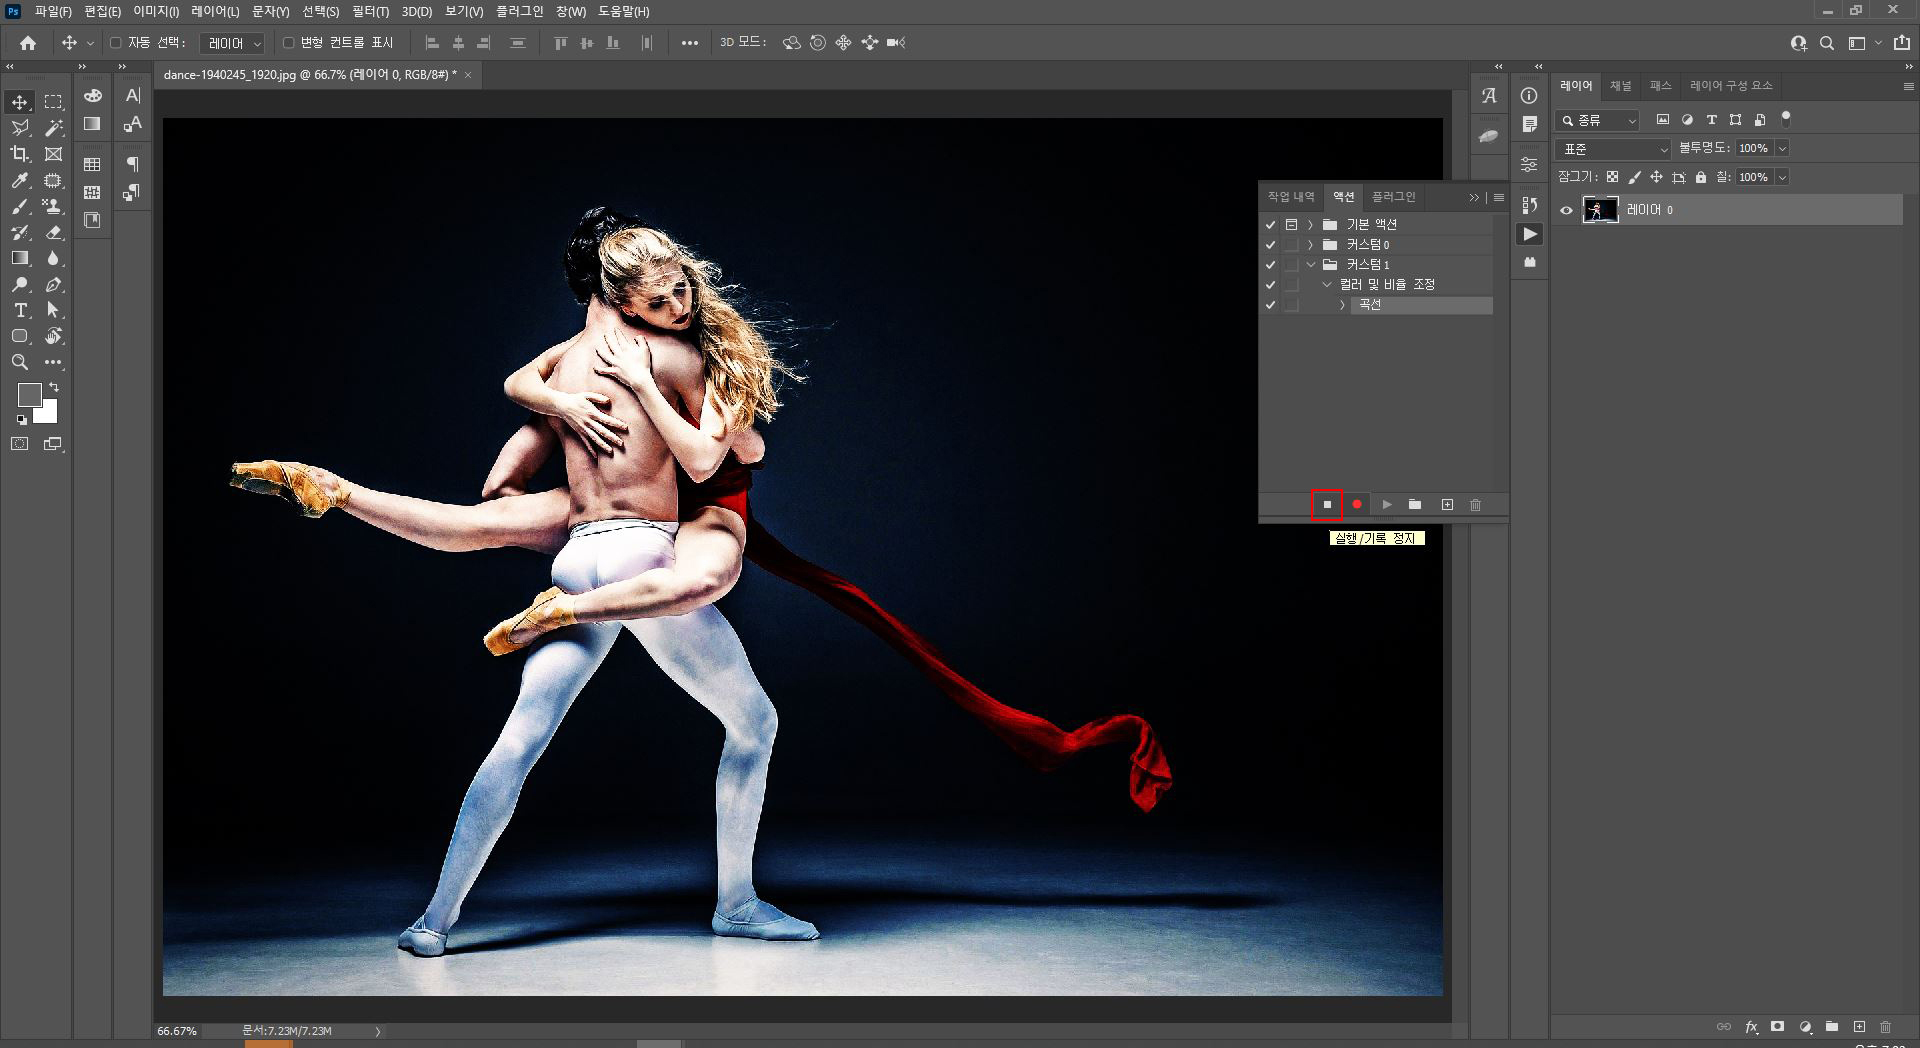 Ps 파일(F) 편집(E) 이미지(I) 레이어(L) 문자(Y) 선택(S) 필터(T) 3D(D) 보기(V) 플러그인 창(W) 도움말(H)
자동 선택: 레이어 변형 컨트롤 표시 3D 모드:
dance-1940245_1920.jpg @ 66.7% (레이어 0, RGB/8#) * ×
레이어 채널 패스 레이어 구성 요소
종류
표준 불투명도: 100%
잠그기: 칠: 100%
레이어 0
작업 내역 액션 플러그인
기본 액션
커스텀0
커스텀1
컬러 및 비율 조정
곡선
실행/기록 정지
66.67% 문서:7.23M/7.23M
fx